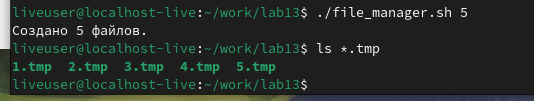 liveuser@localhost-live:~/work/lab13$ ./file_manager.sh 5
Создано 5 файлов.
liveuser@localhost-live:~/work/lab13$ ls *.tmp
1.tmp  2.tmp  3.tmp  4.tmp  5.tmp
liveuser@localhost-live:~/work/lab13$